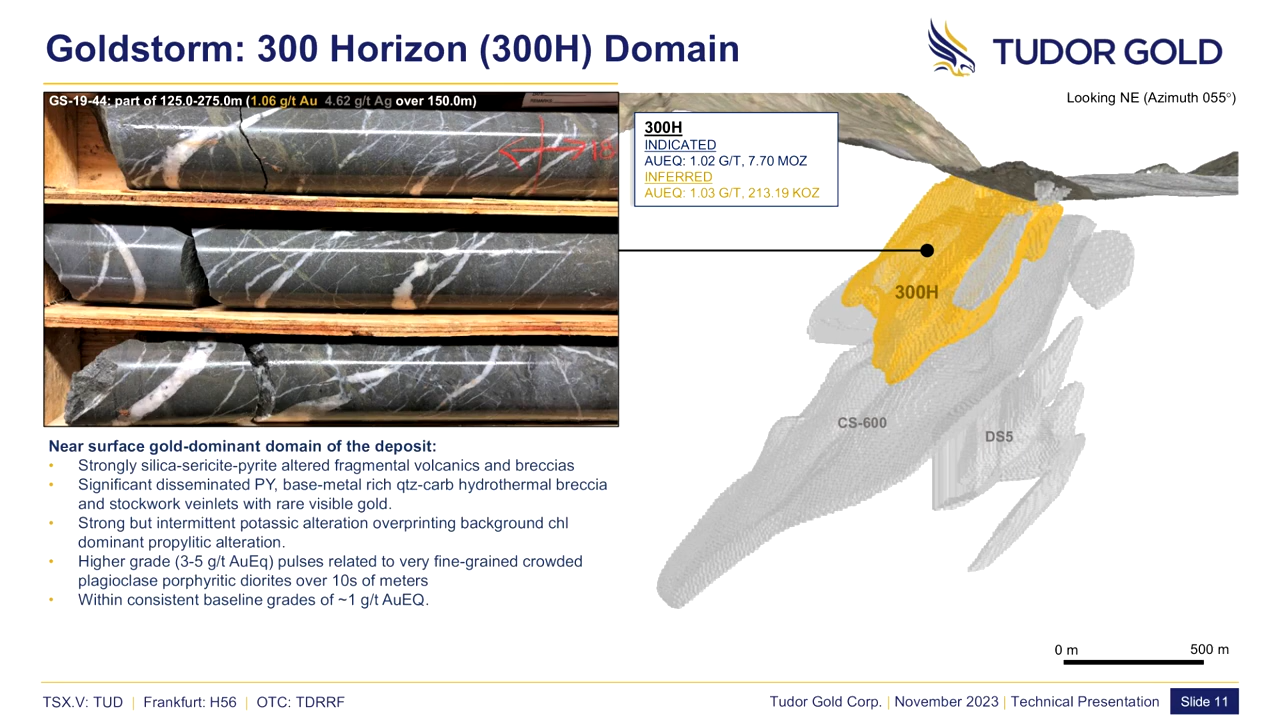 Goldstorm: 300 Horizon (300H) Domain
TUDOR GOLD
GS-19-44: part of 125.0-275.0m (1.06 g/t Au 4.62 g/t Ag over 150.0m)
Looking NE (Azimuth 055°)
300H
INDICATED
AUEQ: 1.02 G/T, 7.70 MOZ
INFERRED
AUEQ: 1.03 G/T, 213.19 KOZ
300H
CS-600
DS5
Near surface gold-dominant domain of the deposit:
• Strongly silica-sericite-pyrite altered fragmental volcanics and breccias
• Significant disseminated PY, base-metal rich qtz-carb hydrothermal breccia
and stockwork veinlets with rare visible gold.
• Strong but intermittent potassic alteration overprinting background chl
dominant propylitic alteration.
• Higher grade (3-5 g/t AuEq) pulses related to very fine-grained crowded
plagioclase porphyritic diorites over 10s of meters
• Within consistent baseline grades of ~1 g/t AuEQ.
0 m 500 m
TSX.V: TUD | Frankfurt: H56 | OTC: TDRRF
Tudor Gold Corp. | November 2023 | Technical Presentation Slide 11